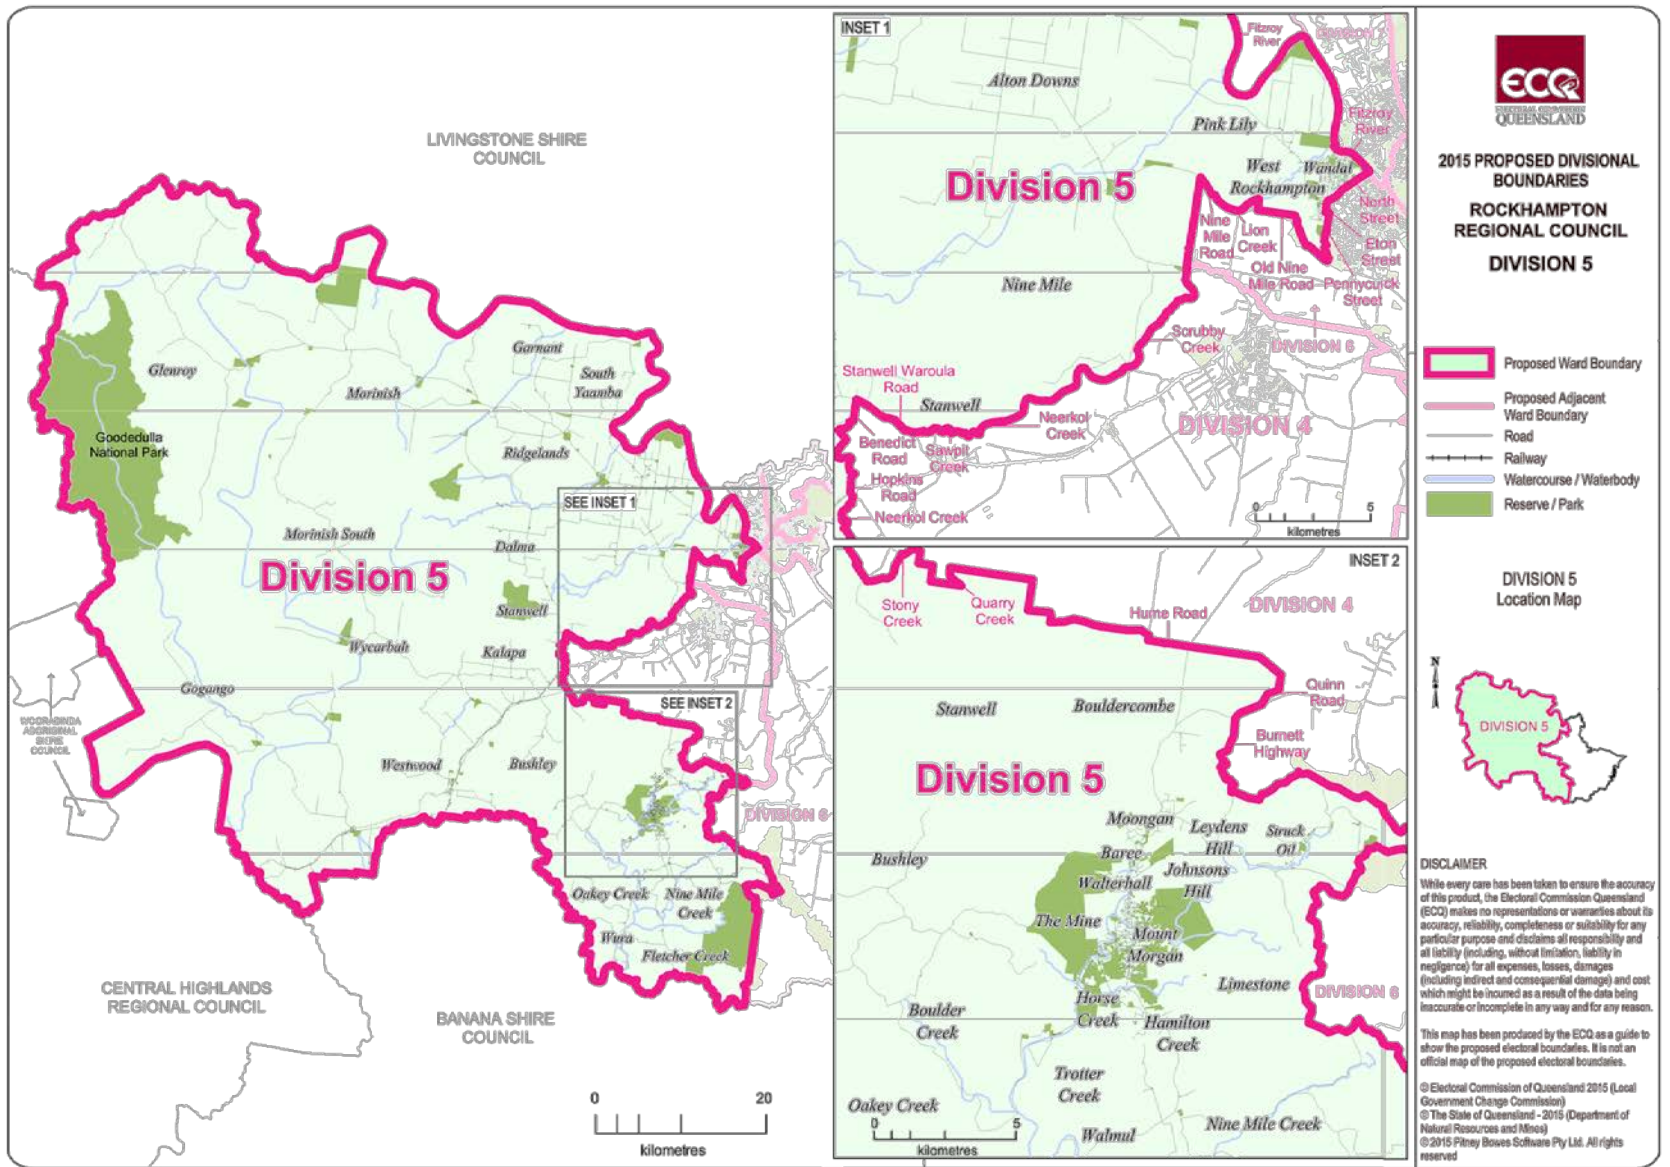 LIVINGSTONE SHIRE
COUNCIL
Glenroy
Garnant
Morinish
South
Yaamba
Goodedulla
National Park
Ridgelands
SEE INSET 1
Morinish South
Dalma
Division 5
Stanwell
Wycarbah
Kalapa
Gogango
SEE INSET 2
WOORABINDA
ABORIGINAL
SHIRE
COUNCIL
Westwood
Bushley
DIVISION 6
Oakey Creek
Nine Mile
Creek
Wura
Fletcher Creek
CENTRAL HIGHLANDS
REGIONAL COUNCIL
BANANA SHIRE
COUNCIL
0 20
kilometres
INSET 1
Fitzroy
River
DIVISION 7
Alton Downs
Pink Lily
Fitzroy
River
Division 5
West
Rockhampton
Wandal
North
Street
Nine
Mile
Road
Lion
Creek
Eton
Street
Old Nine
Mile Road
Pennycuick
Street
Nine Mile
Scrubby
Creek
DIVISION 6
Stanwell Waroula
Road
Stanwell
Neerkol
Creek
DIVISION 4
Benedict
Road
Sawpit
Creek
Hopkins
Road
Neerkol Creek
0 5
kilometres
INSET 2
Stony
Creek
Quarry
Creek
Hume Road
DIVISION 4
Quinn
Road
Stanwell
Bouldercombe
Burnett
Highway
Division 5
Moongan
Leydens
Hill
Struck
Oil
Bushley
Baree
Johnsons
Hill
Walterhall
The Mine
Mount
Morgan
Limestone
DIVISION 6
Horse
Creek
Boulder
Creek
Hamilton
Creek
Trotter
Creek
Oakey Creek
Nine Mile Creek
Walmul
0 5
kilometres
ECQ
ELECTORAL COMMISSION
QUEENSLAND
2015 PROPOSED DIVISIONAL
BOUNDARIES
ROCKHAMPTON
REGIONAL COUNCIL
DIVISION 5
Proposed Ward Boundary
Proposed Adjacent
Ward Boundary
Road
Railway
Watercourse / Waterbody
Reserve / Park
DIVISION 5
Location Map
N
DIVISION 5
DISCLAIMER
While every care has been taken to ensure the accuracy
of this product, the Electoral Commission Queensland
(ECQ) makes no representations or warranties about its
accuracy, reliability, completeness or suitability for any
particular purpose and disclaims all responsibility and
all liability (including, without limitation, liability in
negligence) for all expenses, losses, damages
(including indirect and consequential damage) and cost
which might be incurred as a result of the data being
inaccurate or incomplete in any way and for any reason.
This map has been produced by the ECQ as a guide to
show the proposed electoral boundaries. It is not an
official map of the proposed electoral boundaries.
© Electoral Commission of Queensland 2015 (Local
Government Change Commission)
© The State of Queensland - 2015 (Department of
Natural Resources and Mines)
© 2015 Pitney Bowes Software Pty Ltd. All rights
reserved